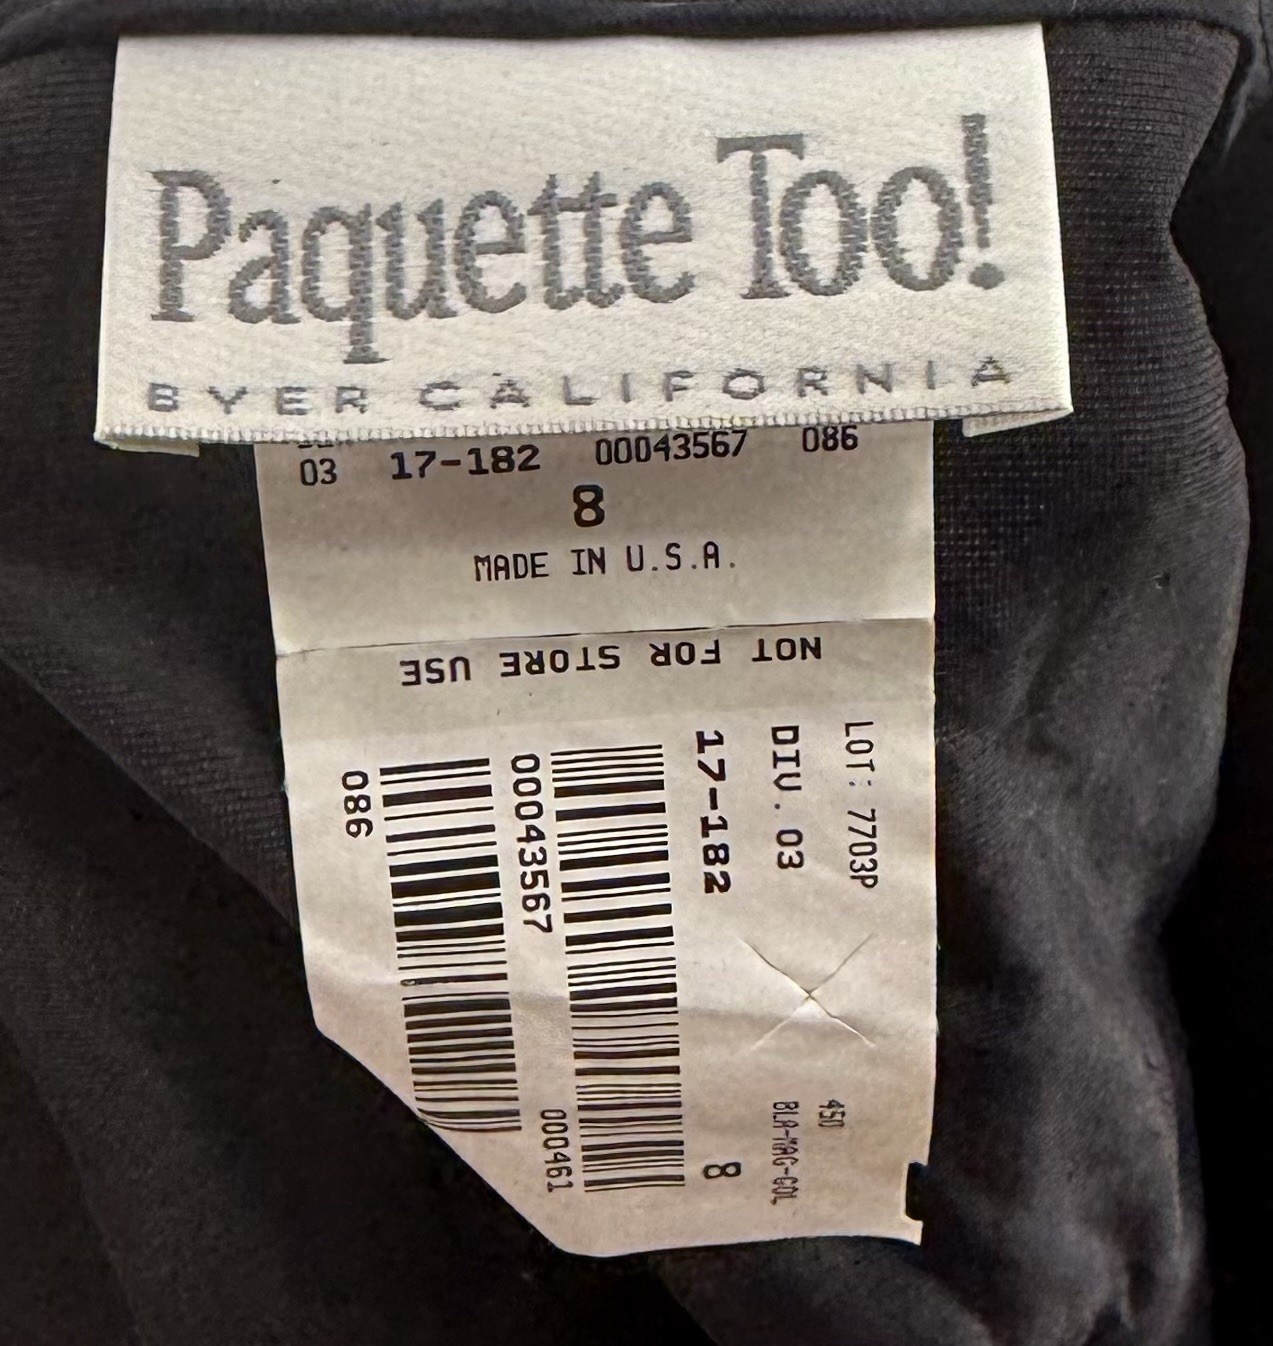 Paquette Too!
BYER CALIFORNIA
03 17-182 00043567 086
8
MADE IN U.S.A.
NOT FOR STORE USE
LOT: 7703P
DIV. 03
17-182
00043567
086
450
BLA-MAG-GOL
8
000461